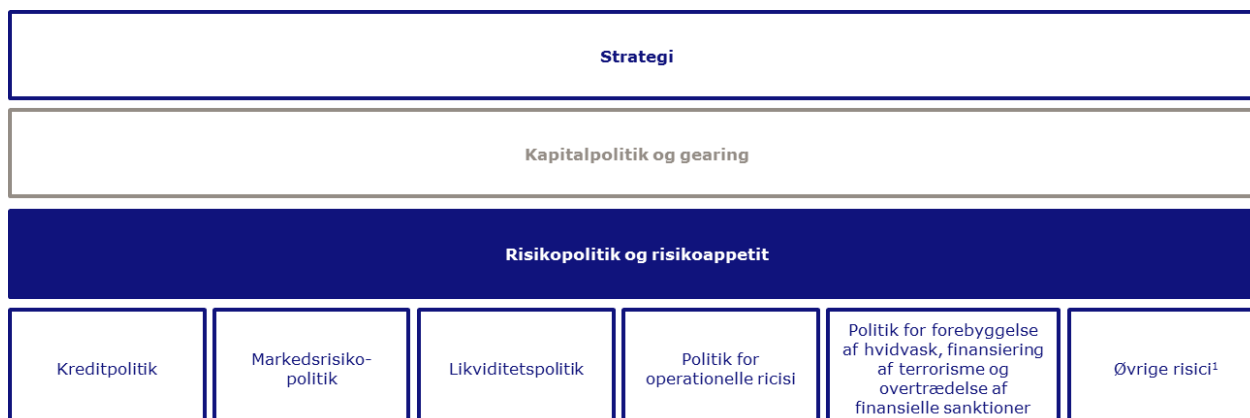 Strategi
Kapitalpolitik og gearing
Risikopolitik og risikoappetit
Kreditpolitik
Markedsrisiko-
politik
Likviditetspolitik
Politik for
operationelle ricisi
Politik for forebyggelse
af hvidvask, finansiering
af terrorisme og
overtrædelse af
finansielle sanktioner
Øvrige risici¹